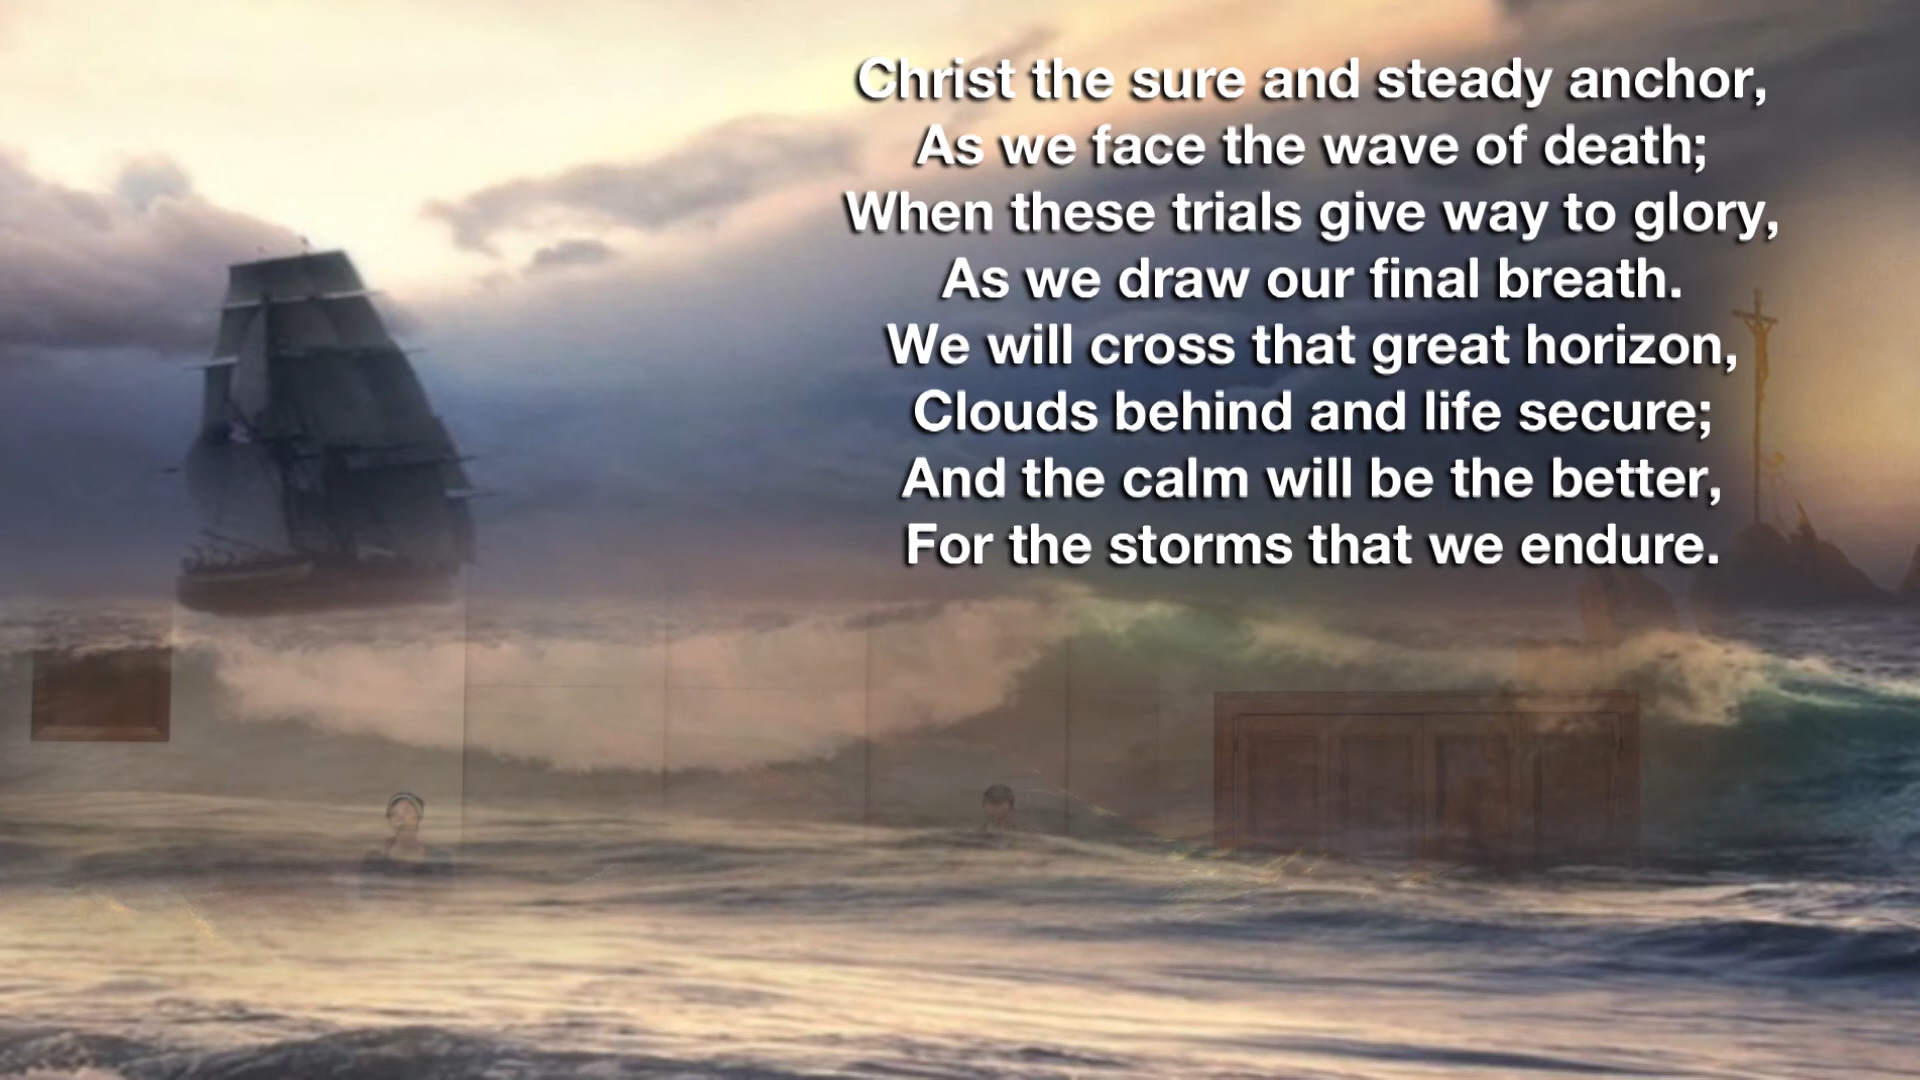 Christ the sure and steady anchor,
As we face the wave of death;
When these trials give way to glory,
As we draw our final breath.
We will cross that great horizon,
Clouds behind and life secure;
And the calm will be the better,
For the storms that we endure.